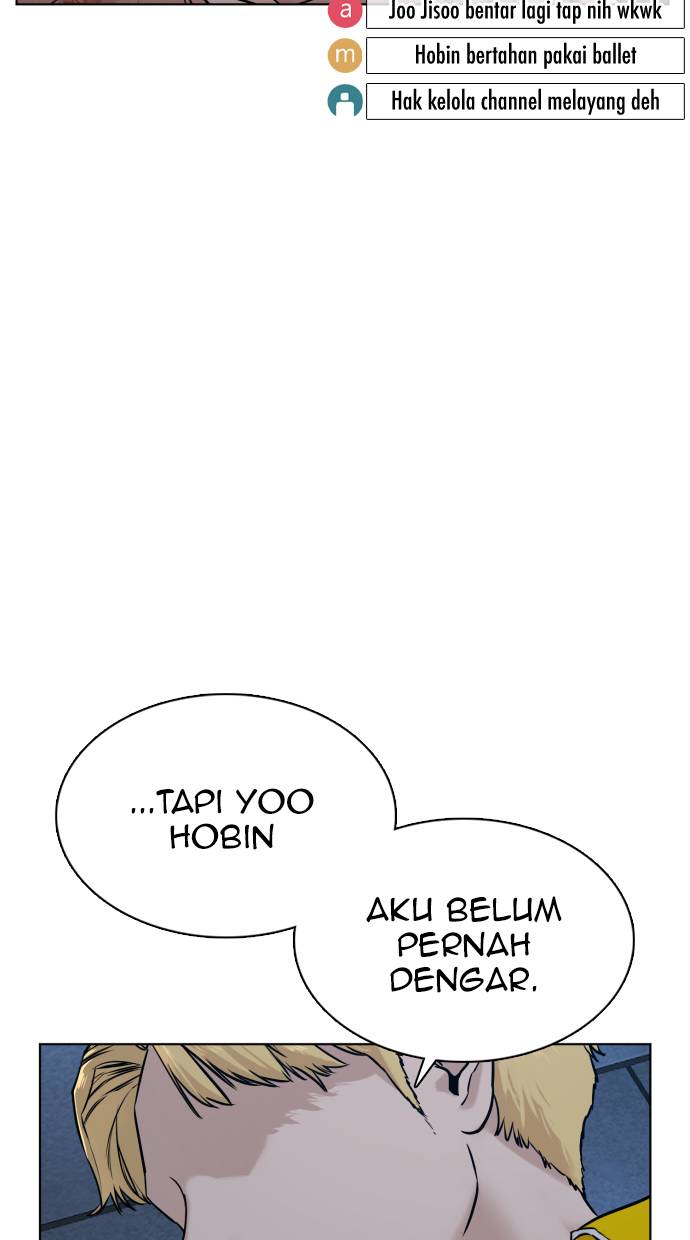 a Joo Jisoo bentar lagi tap nih wkwk
m Hobin bertahan pakai ballet
Hak kelola channel melayang deh
...TAPI YOO
HOBIN
AKU BELUM
PERNAH
DENGAR.